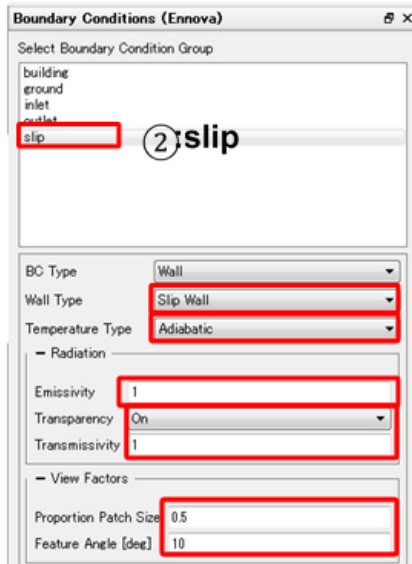 Boundary Conditions (Ennova)
Select Boundary Condition Group
building
ground
inlet
outlet
slip
②:slip
BC Type Wall
Wall Type Slip Wall
Temperature Type Adiabatic
− Radiation
Emissivity 1
Transparency On
Transmissivity 1
− View Factors
Proportion Patch Size 0.5
Feature Angle [deg] 10